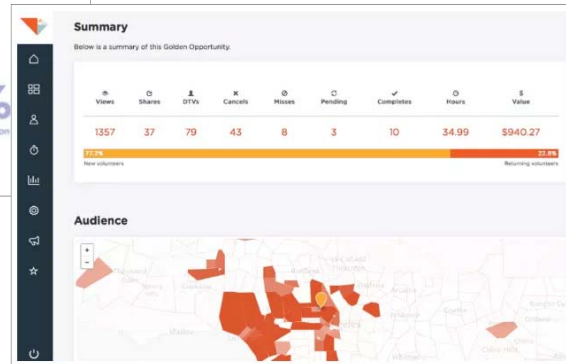 Summary
Below is a summary of this Golden Opportunity.
Views Shares DTVs Cancels Misses Pending Completes Hours Value
1357 37 79 43 8 3 10 34.99 $940.27
77.2% 22.8%
New volunteers Returning volunteers
Audience
+
-